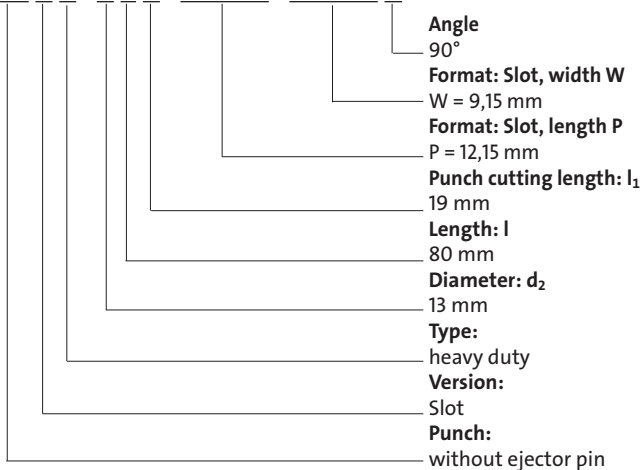 Angle
90°
Format: Slot, width W
W = 9,15 mm
Format: Slot, length P
P = 12,15 mm
Punch cutting length: l₁
19 mm
Length: l
80 mm
Diameter: d₂
13 mm
Type:
heavy duty
Version:
Slot
Punch:
without ejector pin